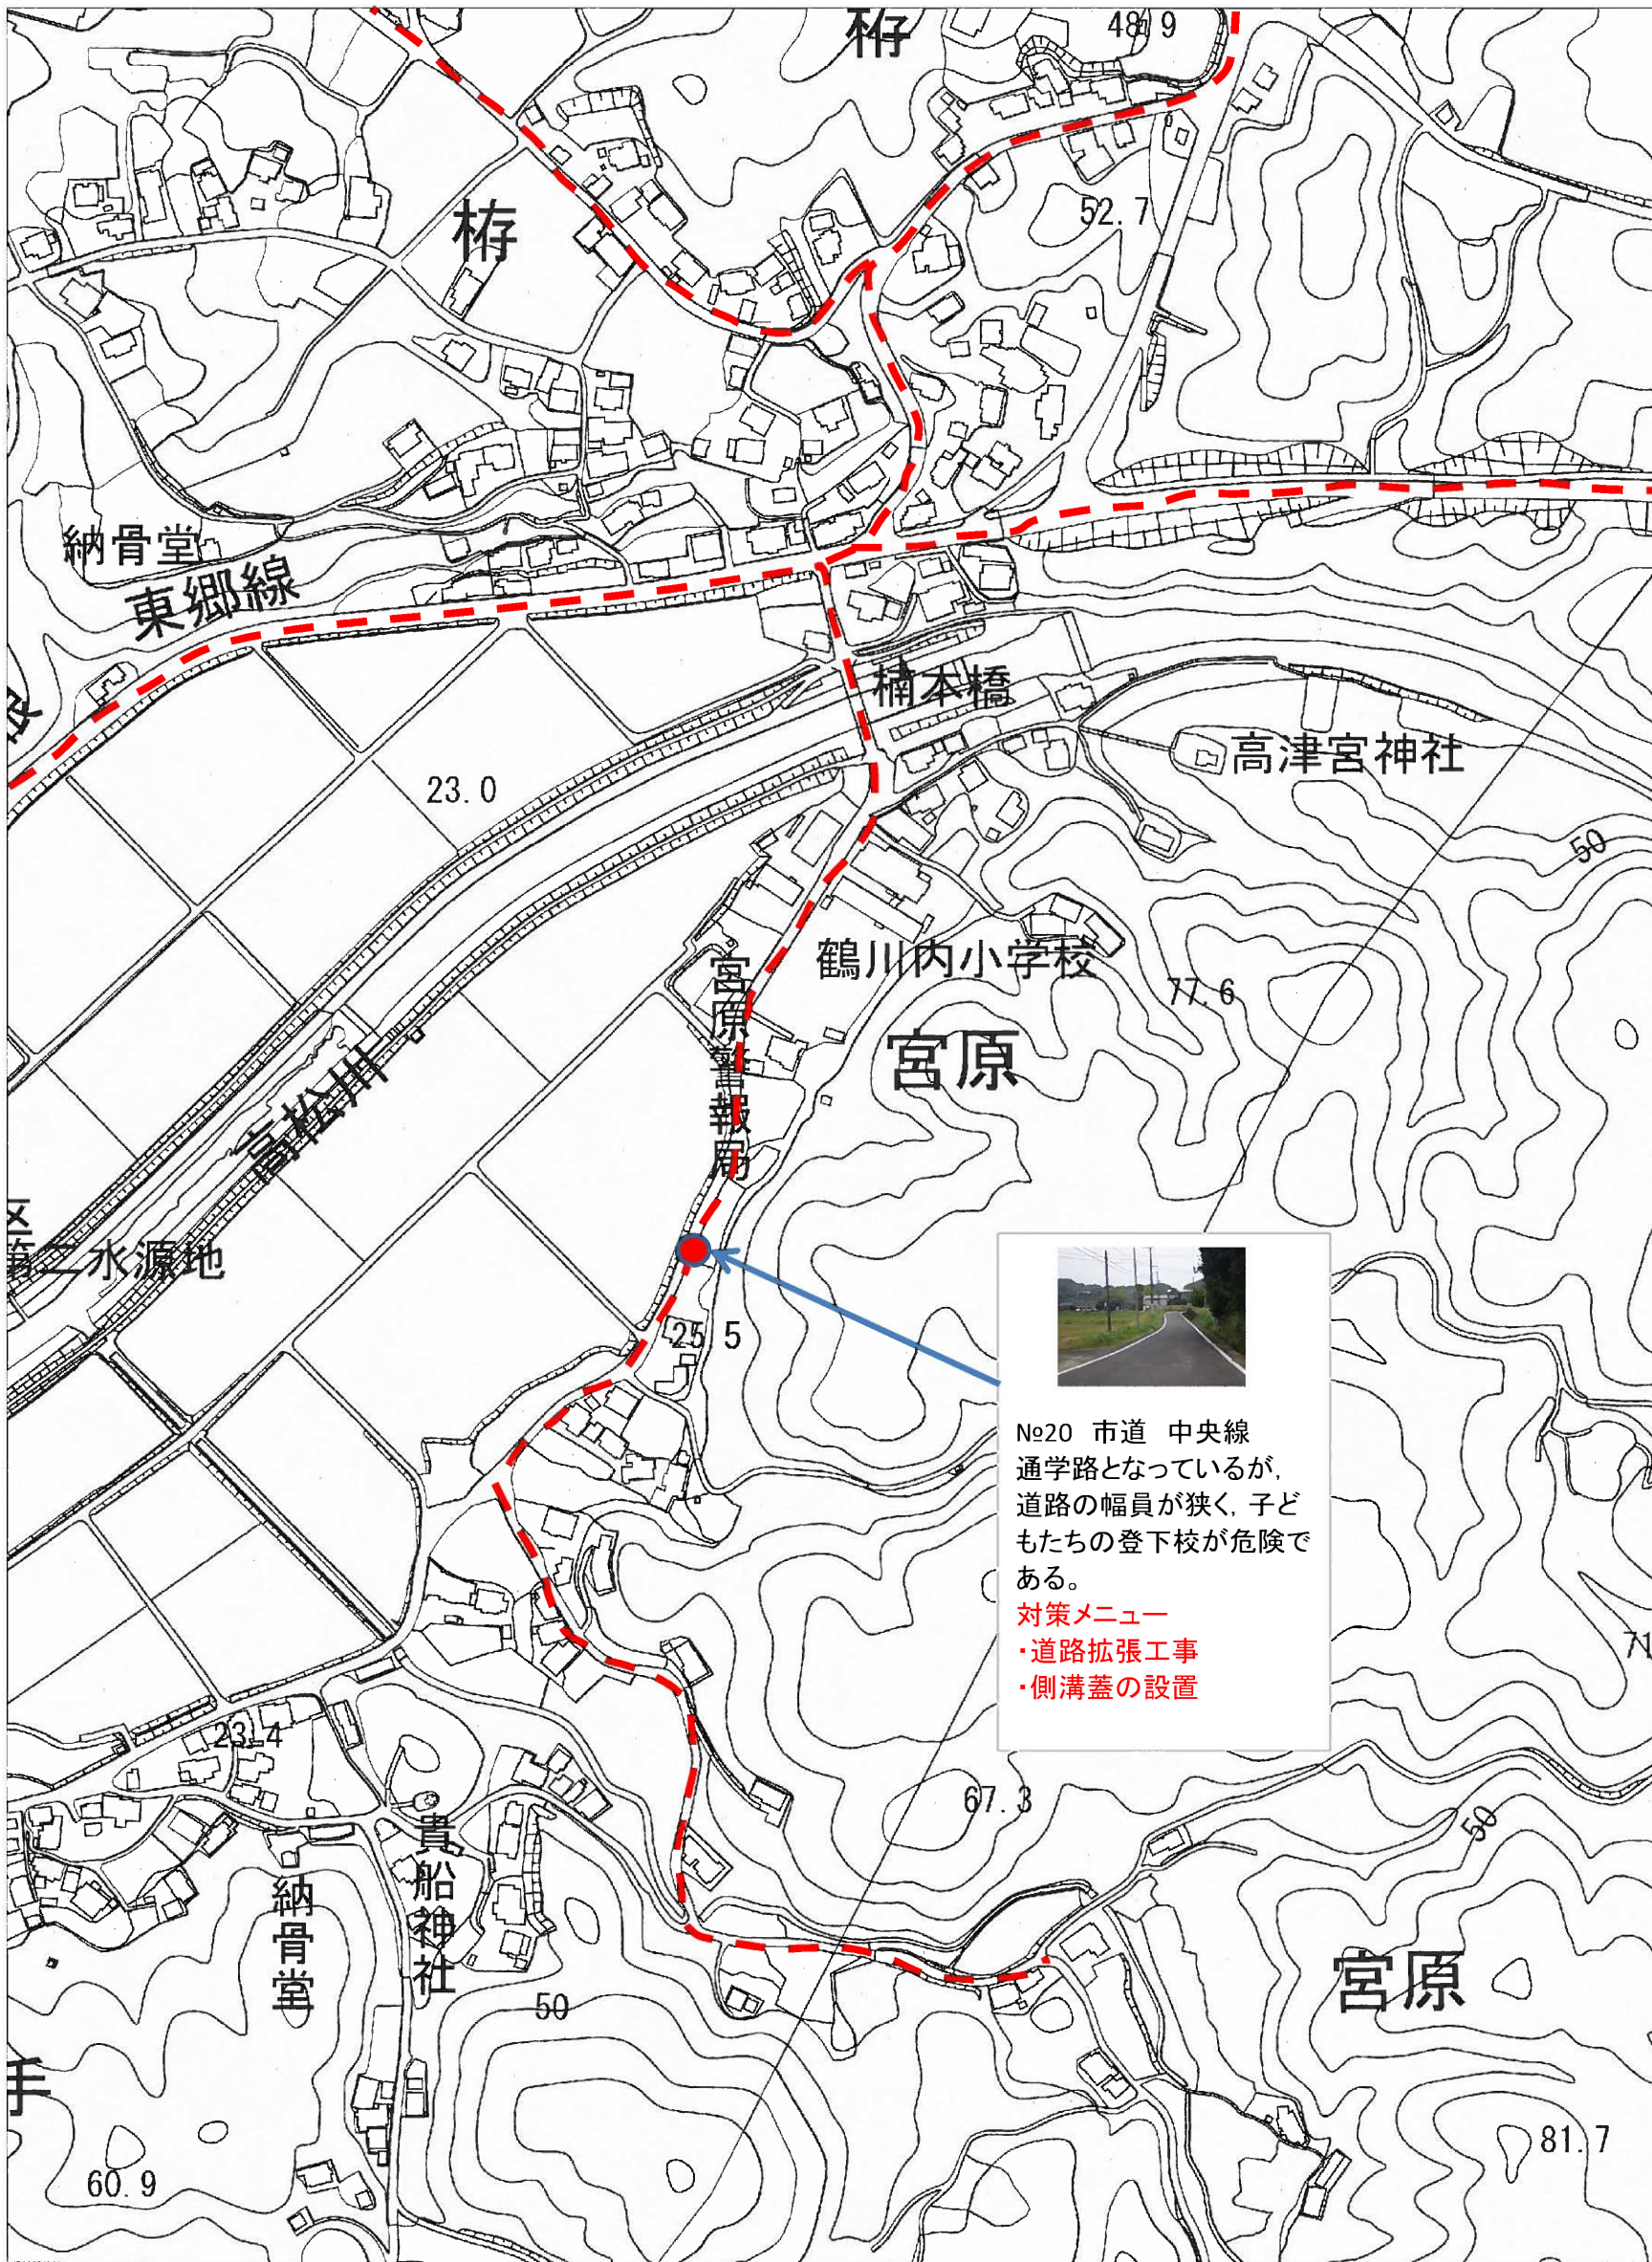 48.9
栫
52.7
栫
納骨堂
東郷線
楠本橋
高津宮神社
23.0
50
鶴川内小学校
77.6
宮原警報局
宮原
高松川
区
第二水源地
25.5
№20 市道 中央線
通学路となっているが,
道路の幅員が狭く, 子ど
もたちの登下校が危険で
ある。
対策メニュー
・道路拡張工事
・側溝蓋の設置
71
23.4
67.3
50
貴船神社
納骨堂
宮原
50
手
81.7
60.9